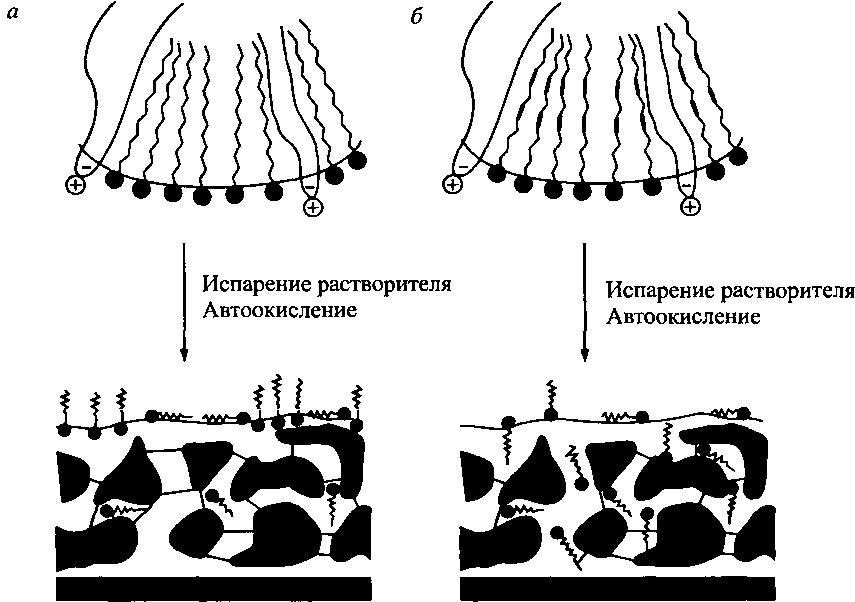 а
б
Испарение растворителя
Автоокисление
Испарение растворителя
Автоокисление